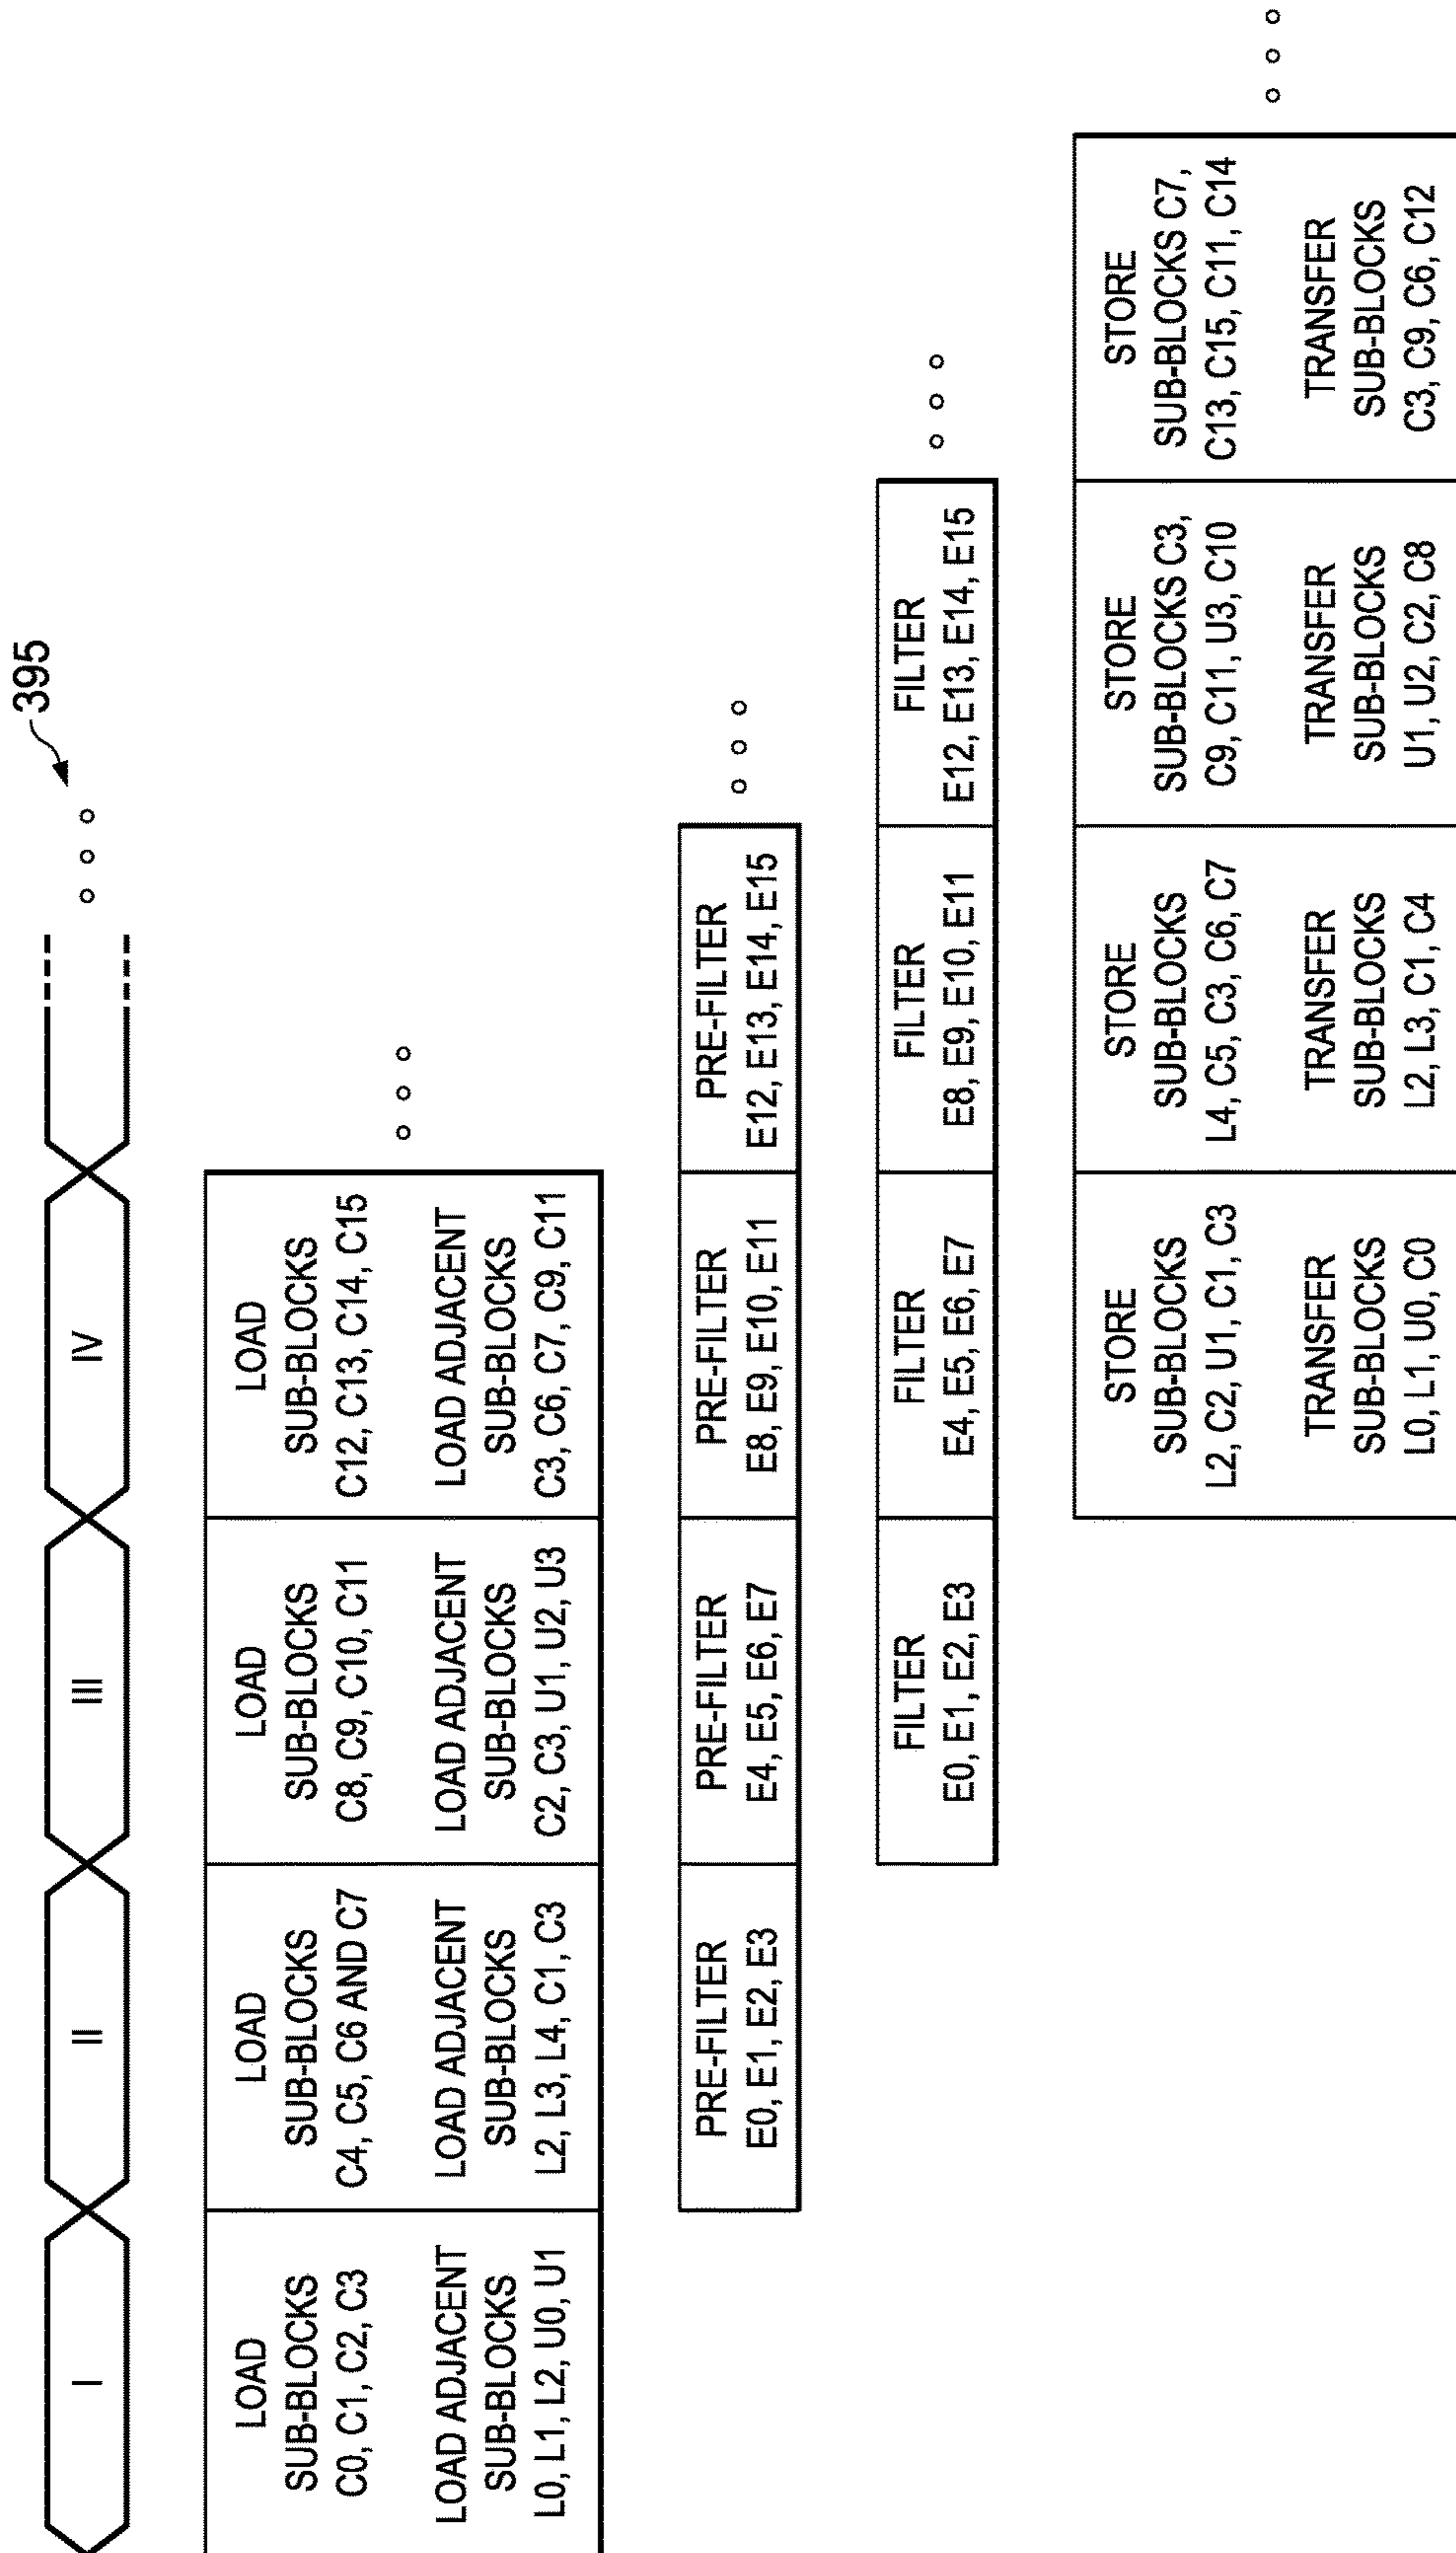 395
I
II
III
IV
LOAD
SUB-BLOCKS
C0, C1, C2, C3
LOAD ADJACENT
SUB-BLOCKS
L0, L1, L2, U0, U1
LOAD
SUB-BLOCKS
C4, C5, C6 AND C7
LOAD ADJACENT
SUB-BLOCKS
L2, L3, L4, C1, C3
LOAD
SUB-BLOCKS
C8, C9, C10, C11
LOAD ADJACENT
SUB-BLOCKS
C2, C3, U1, U2, U3
LOAD
SUB-BLOCKS
C12, C13, C14, C15
LOAD ADJACENT
SUB-BLOCKS
C3, C6, C7, C9, C11
PRE-FILTER
E0, E1, E2, E3
PRE-FILTER
E4, E5, E6, E7
PRE-FILTER
E8, E9, E10, E11
PRE-FILTER
E12, E13, E14, E15
FILTER
E0, E1, E2, E3
FILTER
E4, E5, E6, E7
FILTER
E8, E9, E10, E11
FILTER
E12, E13, E14, E15
STORE
SUB-BLOCKS
L2, C2, U1, C1, C3
TRANSFER
SUB-BLOCKS
L0, L1, U0, C0
STORE
SUB-BLOCKS
L4, C5, C3, C6, C7
TRANSFER
SUB-BLOCKS
L2, L3, C1, C4
STORE
SUB-BLOCKS C3,
C9, C11, U3, C10
TRANSFER
SUB-BLOCKS
U1, U2, C2, C8
STORE
SUB-BLOCKS C7,
C13, C15, C11, C14
TRANSFER
SUB-BLOCKS
C3, C9, C6, C12